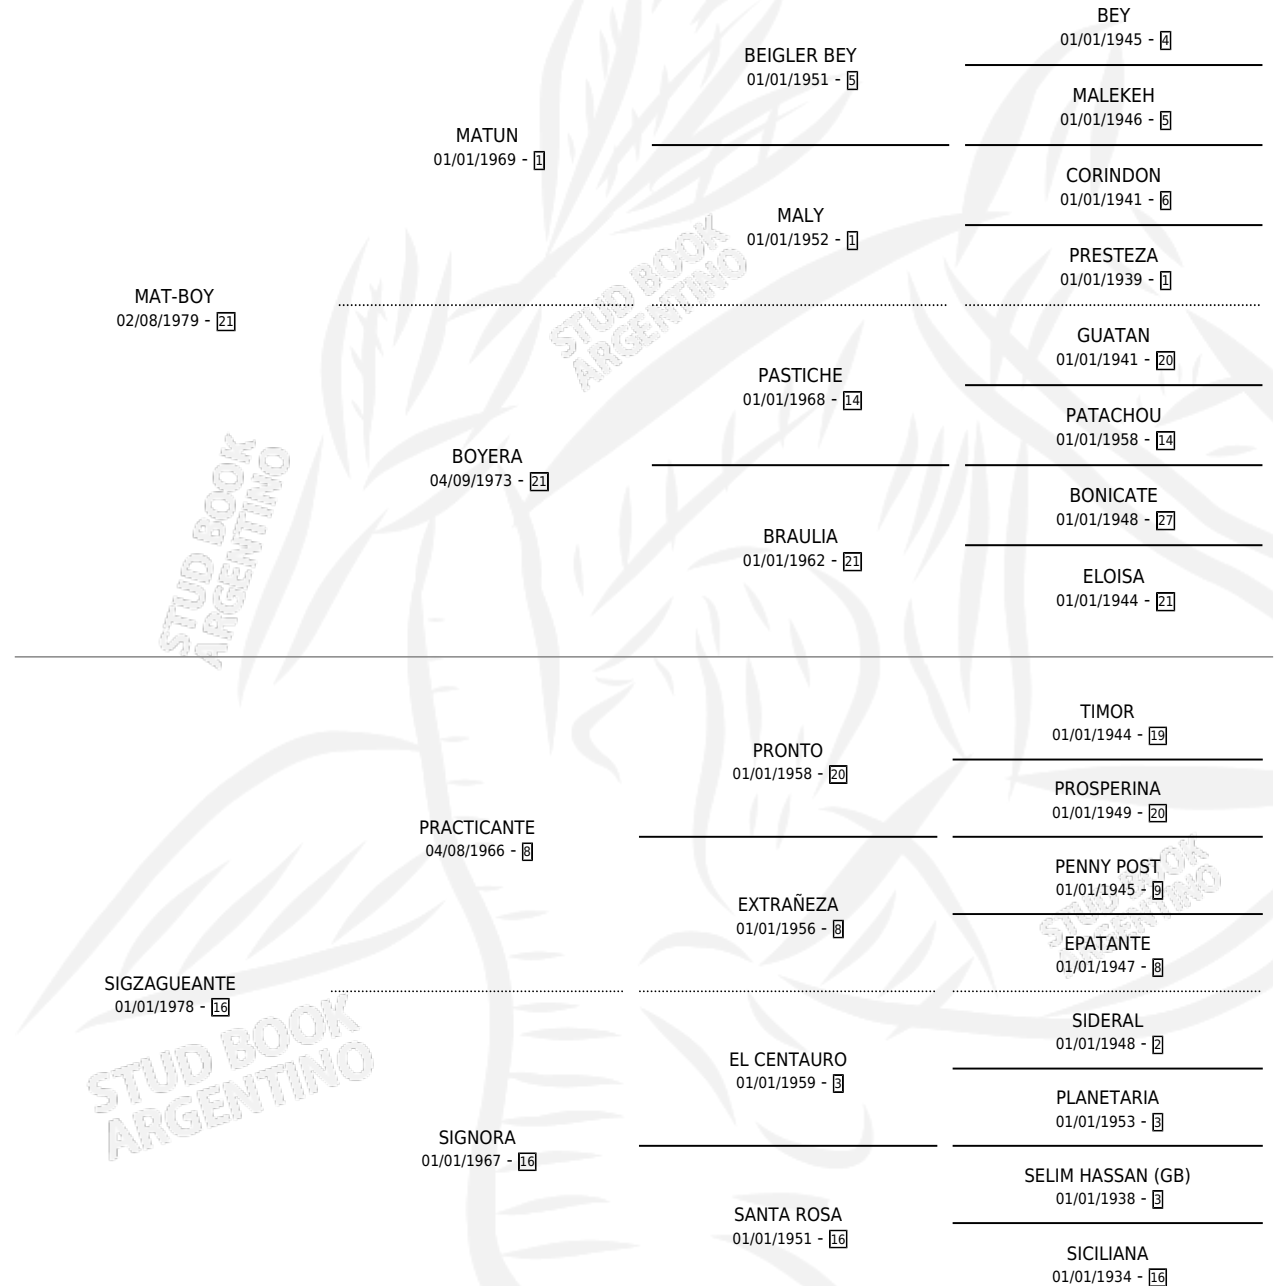 BEY
01/01/1945 - 4
BEIGLER BEY
01/01/1951 - 5
MALEKEH
01/01/1946 - 5
MATUN
01/01/1969 - 1
CORINDON
01/01/1941 - 6
MALY
01/01/1952 - 1
PRESTEZA
01/01/1939 - 1
MAT-BOY
02/08/1979 - 21
GUATAN
01/01/1941 - 20
PASTICHE
01/01/1968 - 14
PATACHOU
01/01/1958 - 14
BOYERA
04/09/1973 - 21
BONICATE
01/01/1948 - 27
BRAULIA
01/01/1962 - 21
ELOISA
01/01/1944 - 21
TIMOR
01/01/1944 - 19
PRONTO
01/01/1958 - 20
PROSPERINA
01/01/1949 - 20
PRACTICANTE
04/08/1966 - 8
PENNY POST
01/01/1945 - 9
EXTRAÑEZA
01/01/1956 - 8
EPATANTE
01/01/1947 - 8
SIGZAGUEANTE
01/01/1978 - 16
SIDERAL
01/01/1948 - 2
EL CENTAURO
01/01/1959 - 3
PLANETARIA
01/01/1953 - 3
SIGNORA
01/01/1967 - 16
SELIM HASSAN (GB)
01/01/1938 - 3
SANTA ROSA
01/01/1951 - 16
SICILIANA
01/01/1934 - 16
STUD BOOK
ARGENTINO
STUD BOOK
ARGENTINO
STUD BOOK
ARGENTINO
STUD BOOK
ARGENTINO